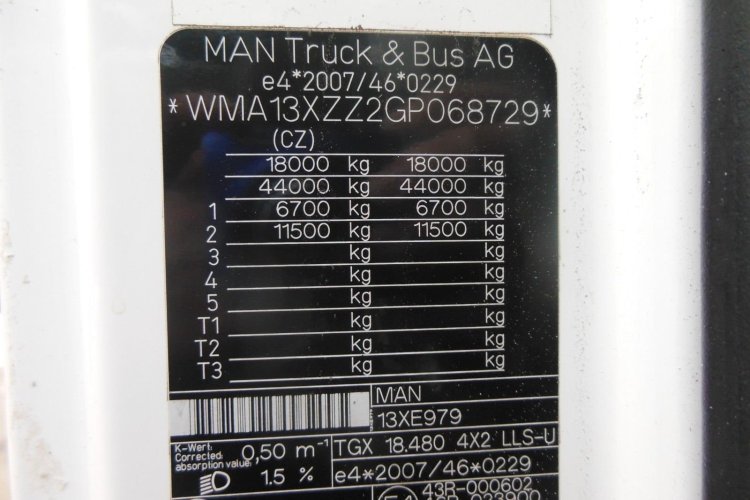 MAN Truck & Bus AG
e4*2007/46*0229
*WMA13XZZ2GP068729*
(CZ)
18000 kg 18000 kg
44000 kg 44000 kg
1 6700 kg 6700 kg
2 11500 kg 11500 kg
3 kg kg
4 kg kg
5 kg kg
T1 kg kg
T2 kg kg
T3 kg kg
MAN
13XE979
K-Wert:
Corrected
absorption value:
0,50 m⁻¹
TGX 18.480 4X2 LLS-U
1.5 %
e4*2007/46*0229
43R-000602